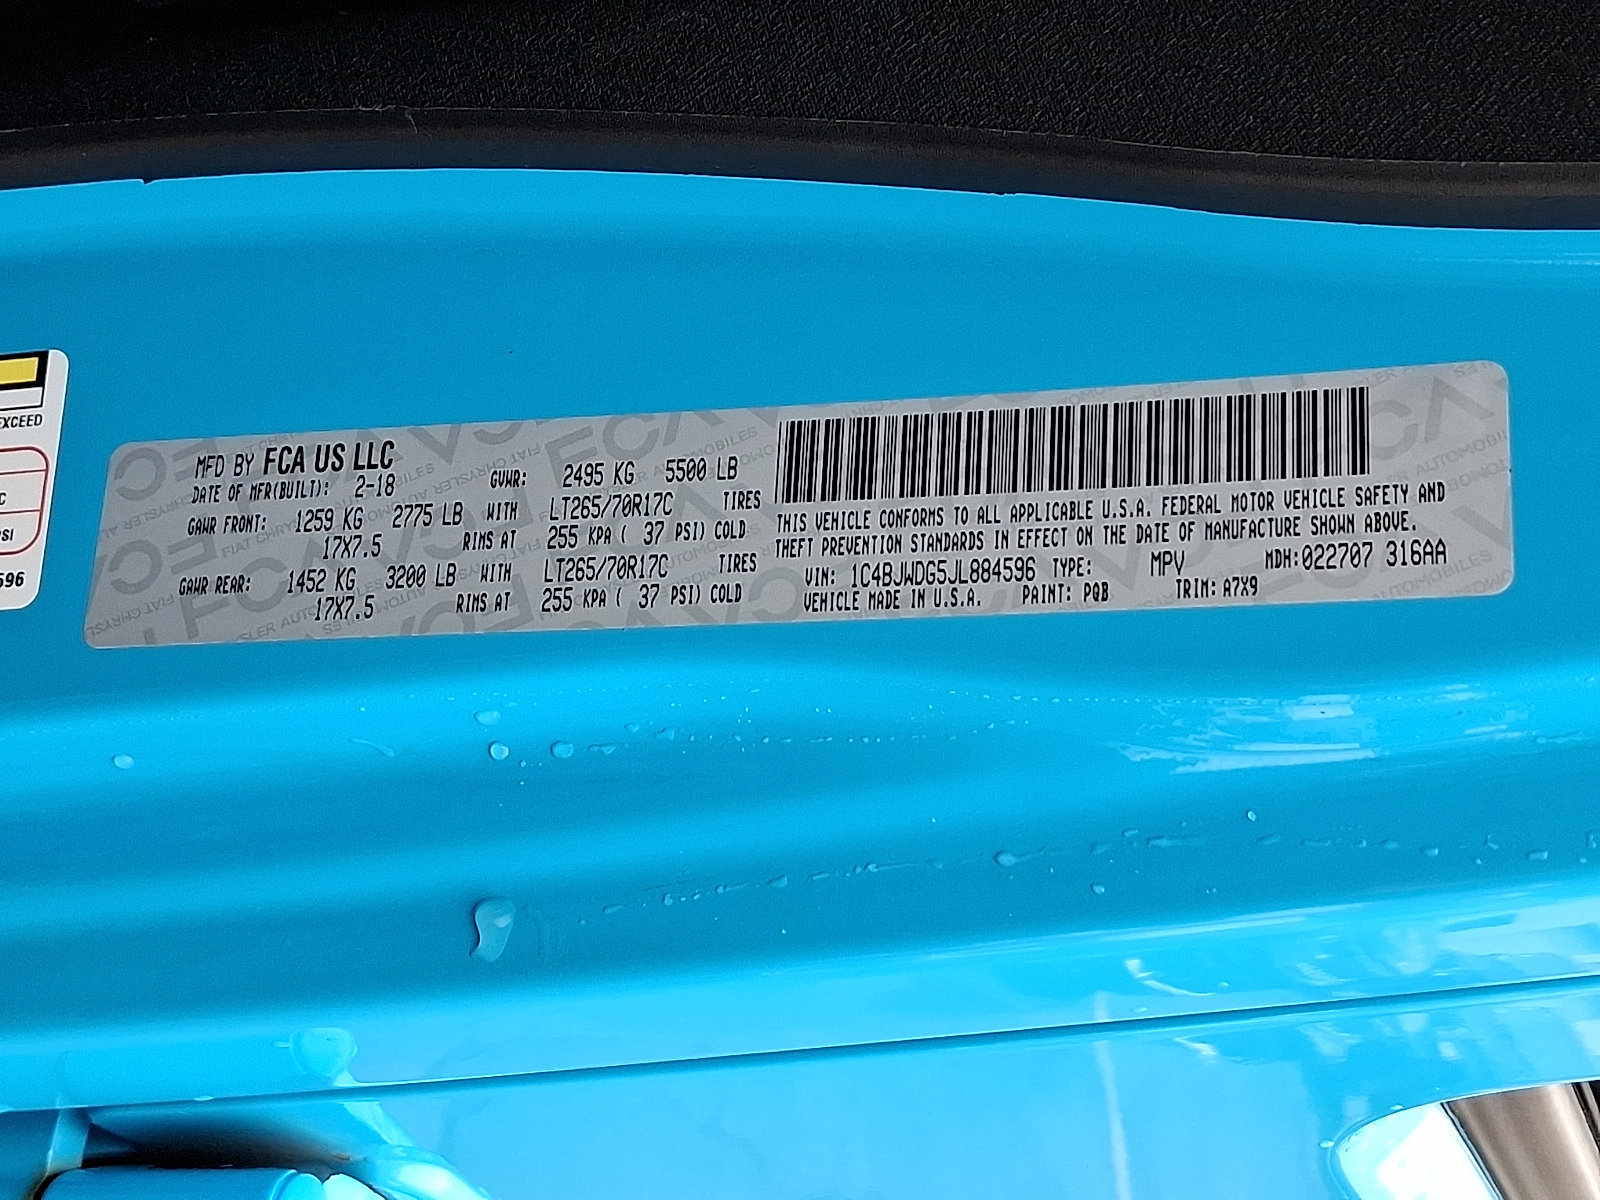 EXCEED
C
PSI
596
MFD BY FCA US LLC
DATE OF MFR(BUILT): 2-18
GVWR: 2495 KG 5500 LB
GAWR FRONT: 1259 KG 2775 LB WITH LT265/70R17C TIRES
17X7.5 RIMS AT 255 KPA ( 37 PSI) COLD
GAWR REAR: 1452 KG 3200 LB WITH LT265/70R17C TIRES
17X7.5 RIMS AT 255 KPA ( 37 PSI) COLD
THIS VEHICLE CONFORMS TO ALL APPLICABLE U.S.A. FEDERAL MOTOR VEHICLE SAFETY AND
THEFT PREVENTION STANDARDS IN EFFECT ON THE DATE OF MANUFACTURE SHOWN ABOVE.
VIN: 1C4BJWDG5JL884596 TYPE: MPV MDH:022707 316AA
VEHICLE MADE IN U.S.A. PAINT: PQB TRIM: A7X9